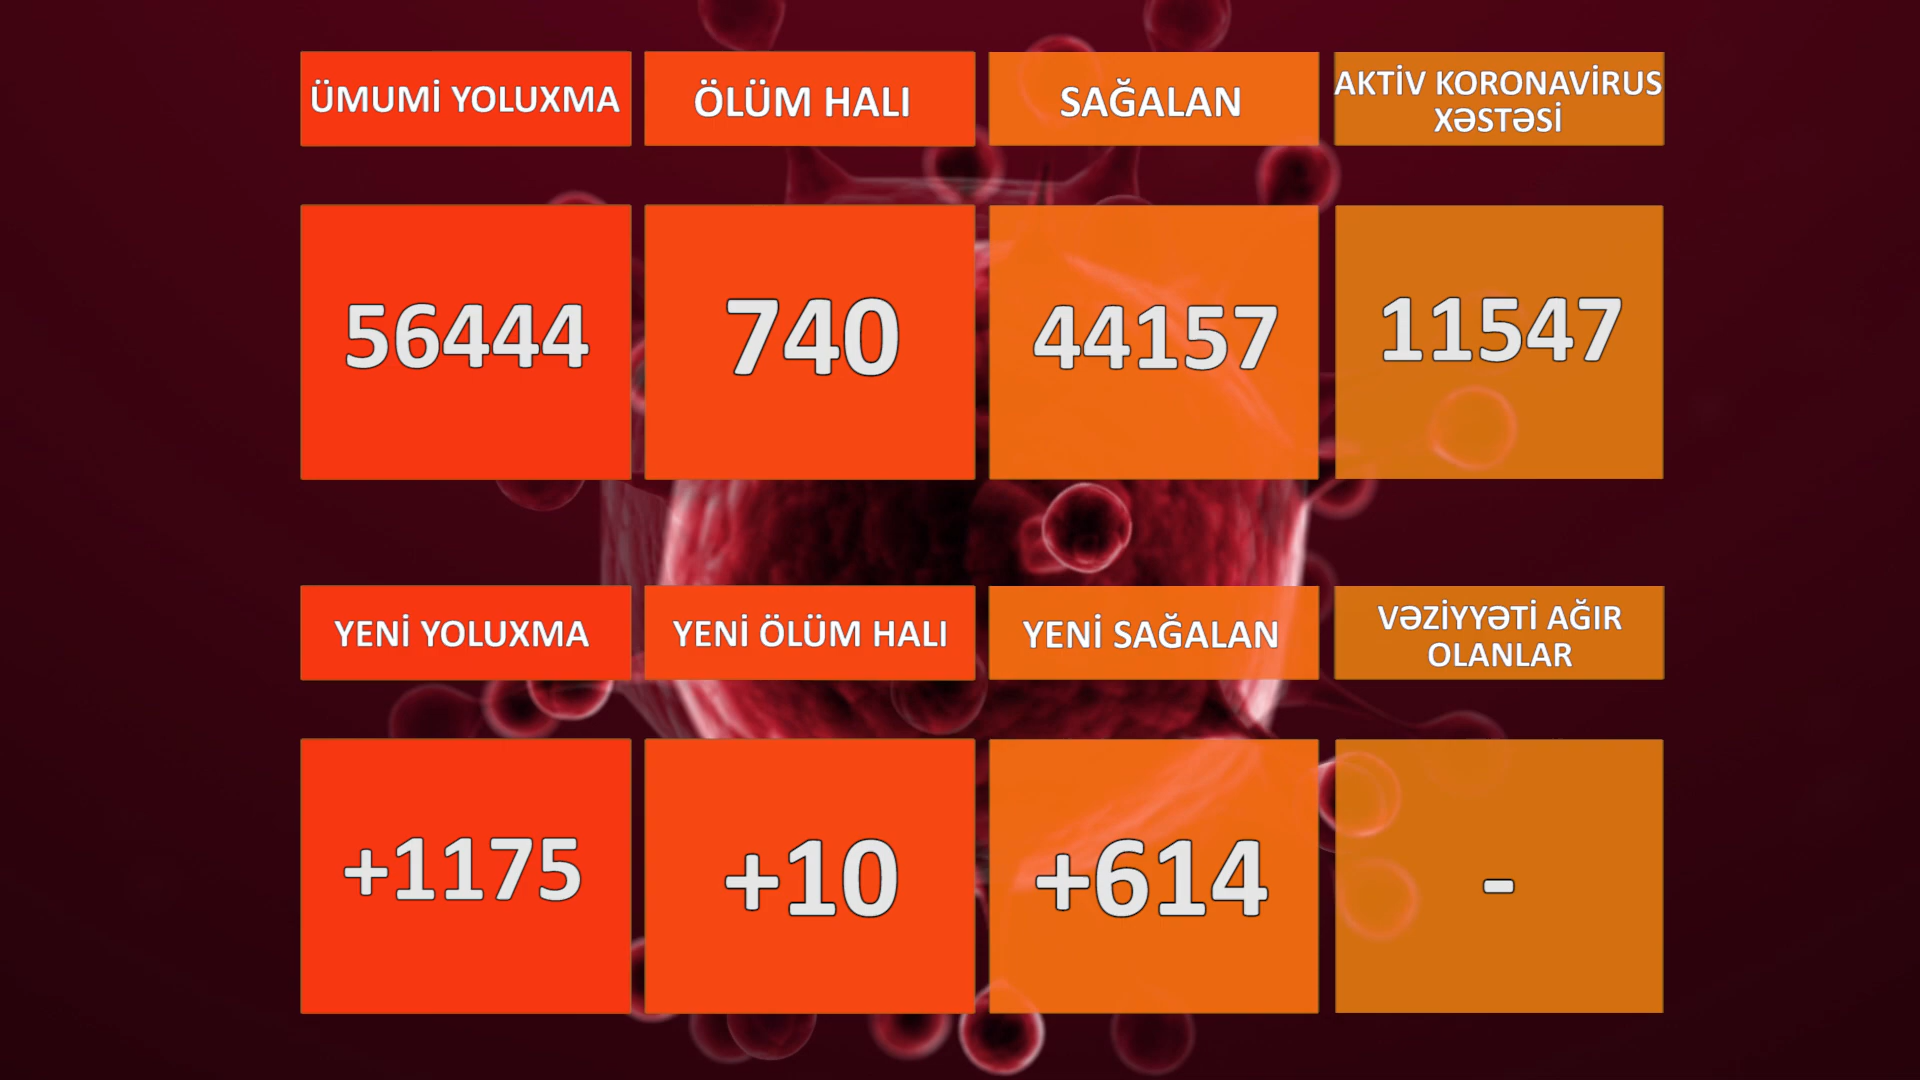 ÜMUMİ YOLUXMA
ÖLÜM HALI
SAĞALAN
AKTİV KORONAVİRUS
XƏSTƏSİ
56444
740
44157
11547
YENİ YOLUXMA
YENİ ÖLÜM HALI
YENİ SAĞALAN
VƏZİYYƏTİ AĞIR
OLANLAR
+1175
+10
+614
-